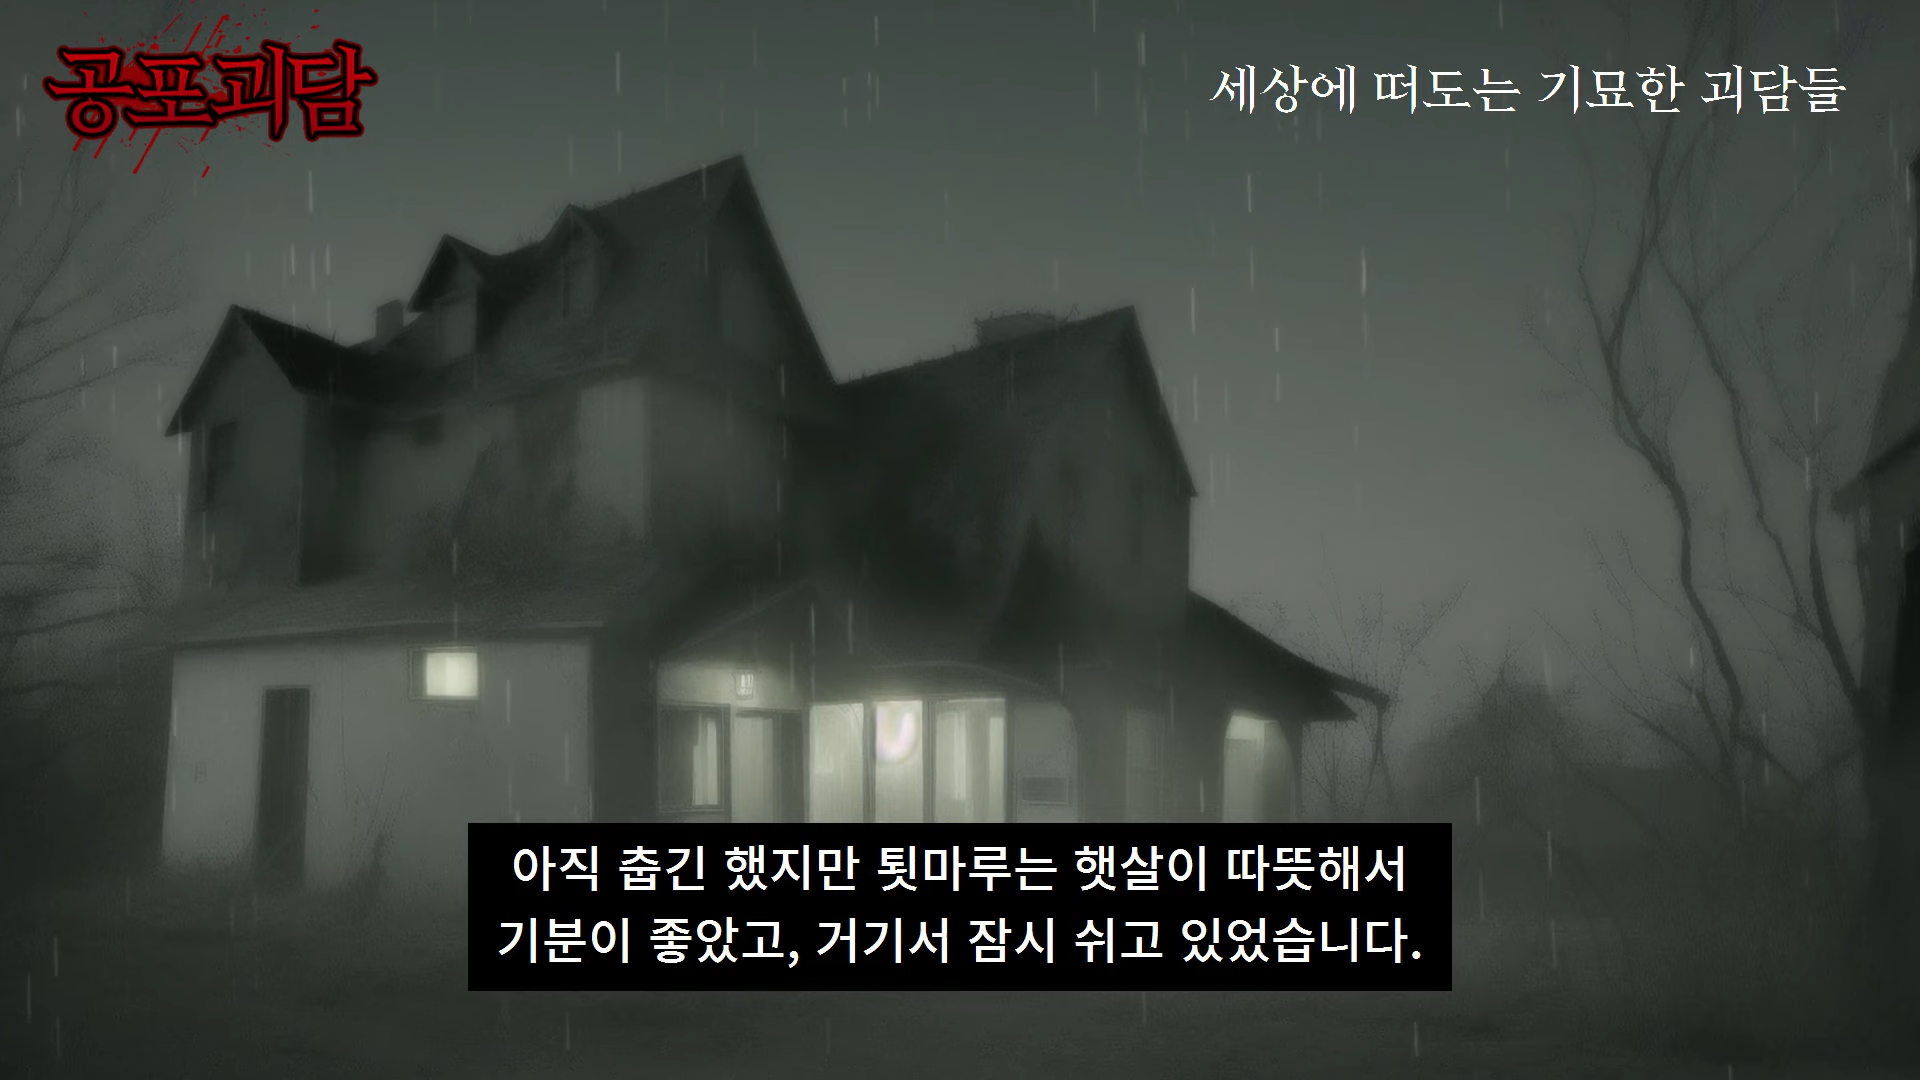 공포괴담
세상에 떠도는 기묘한 괴담들
아직 춥긴 했지만 툇마루는 햇살이 따뜻해서
기분이 좋았고, 거기서 잠시 쉬고 있었습니다.